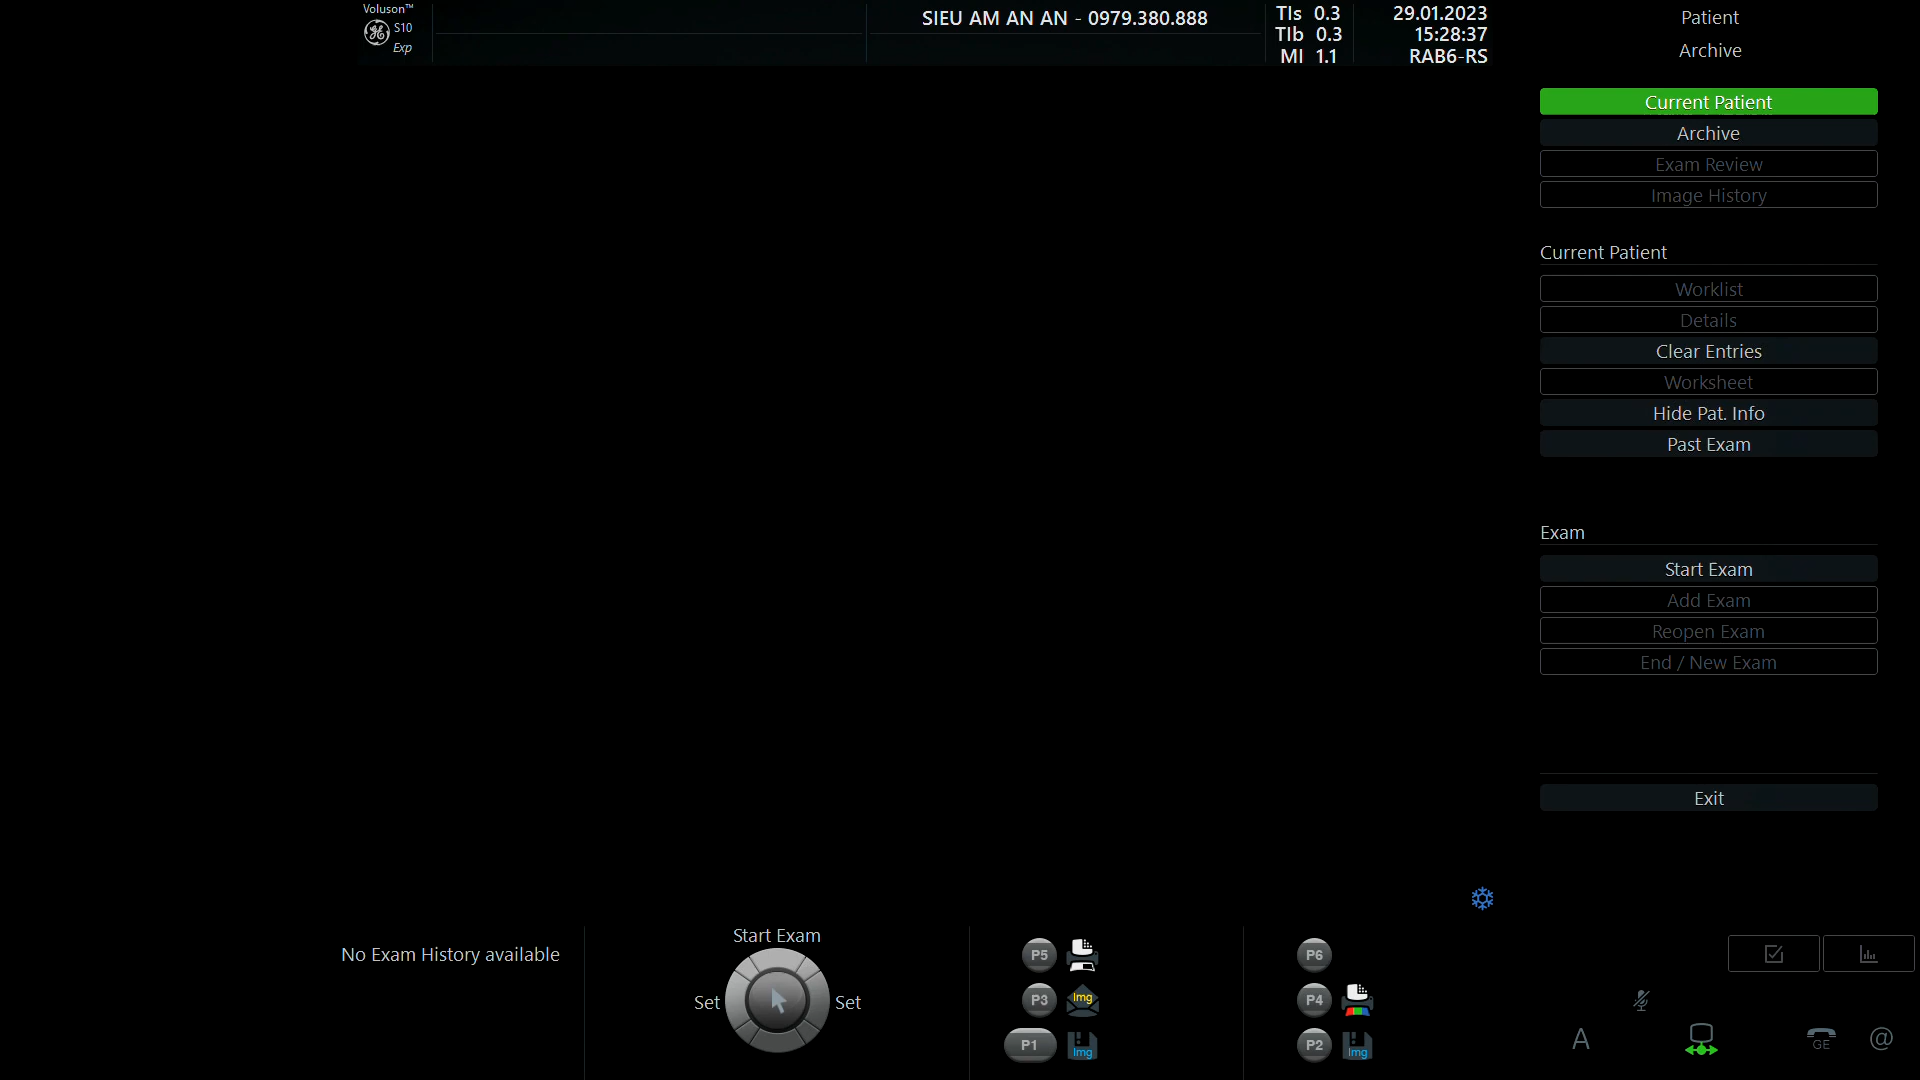 Voluson™
S10
Exp
SIEU AM AN AN - 0979.380.888
TIs 0.3
TIb 0.3
MI 1.1
29.01.2023
15:28:37
RAB6-RS
Patient
Archive
Current Patient
Archive
Exam Review
Image History
Current Patient
Worklist
Details
Clear Entries
Worksheet
Hide Pat. Info
Past Exam
Exam
Start Exam
Add Exam
Reopen Exam
End / New Exam
Exit
No Exam History available
Start Exam
Set
Set
P5
P3
Img
P1
Img
P6
P4
P2
Img
A
GE
@